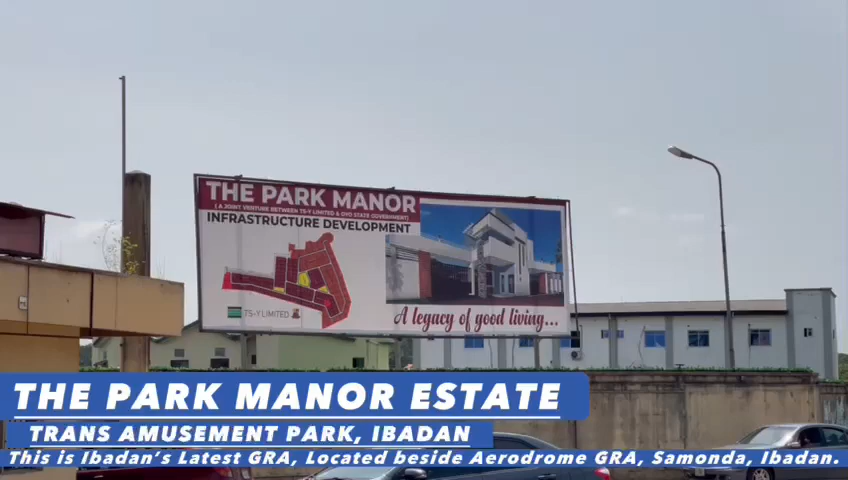 THE PARK MANOR
( A JOINT VENTURE BETWEEN TS-Y LIMITED & OYO STATE GOVERNMENT)
INFRASTRUCTURE DEVELOPMENT
TS-Y LIMITED
A legacy of good living...
THE PARK MANOR ESTATE
TRANS AMUSEMENT PARK, IBADAN
This is Ibadan's Latest GRA, Located beside Aerodrome GRA, Samonda, Ibadan.